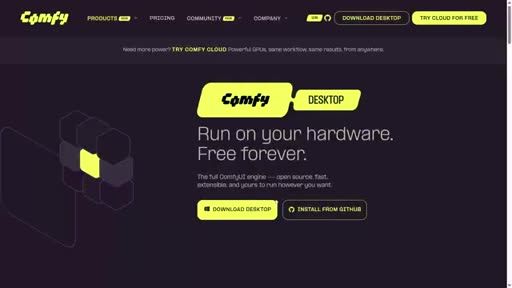 Comfy
PRODUCTS NEW
PRICING
COMMUNITY NEW
COMPANY
DOWNLOAD DESKTOP
TRY CLOUD FOR FREE
Need more power? TRY COMFY CLOUD Powerful GPUs, same workflow, same results, from anywhere.
Comfy DESKTOP
Run on your hardware.
Free forever.
The full ComfyUI engine — open source, fast,
extensible, and yours to run however you want.
DOWNLOAD DESKTOP
INSTALL FROM GITHUB